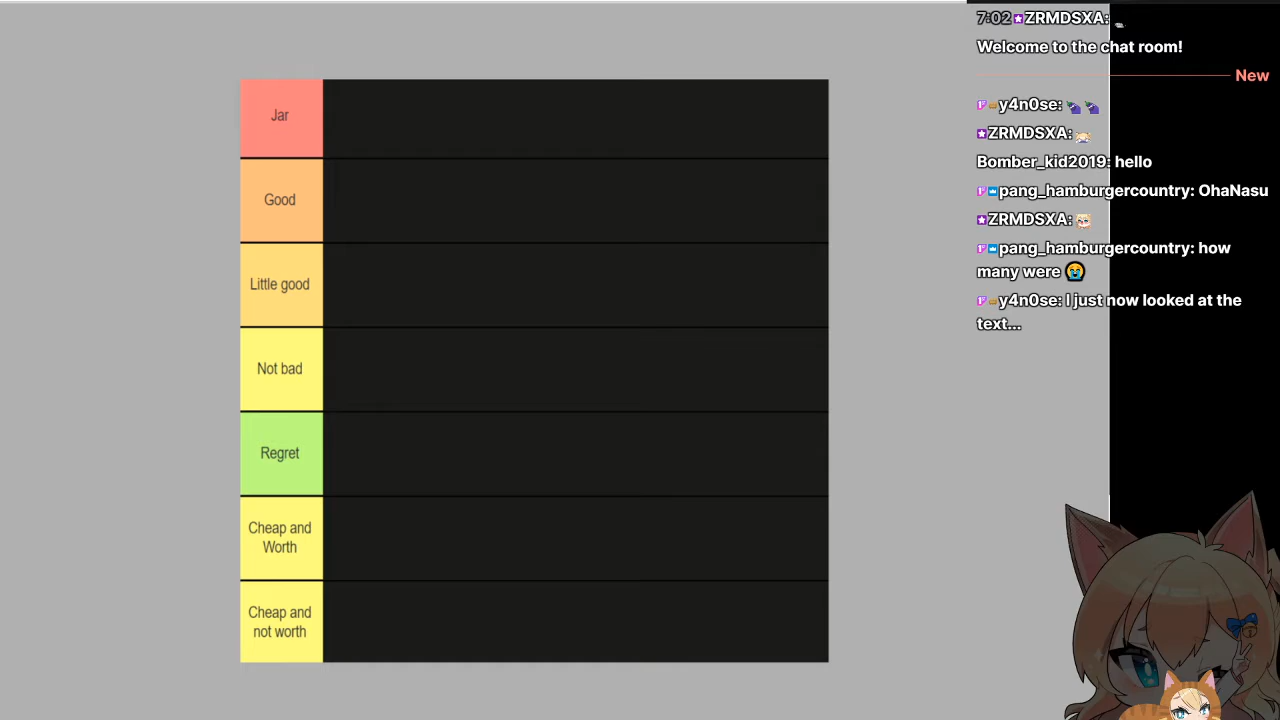 Jar
Good
Little good
Not bad
Regret
Cheap and
Worth
Cheap and
not worth
7:02 ZRMDSXA:
Welcome to the chat room!
New
y4n0se:
ZRMDSXA:
Bomber_kid2019: hello
pang_hamburgercountry: OhaNasu
ZRMDSXA:
pang_hamburgercountry: how
many were 😭
y4n0se: I just now looked at the
text...